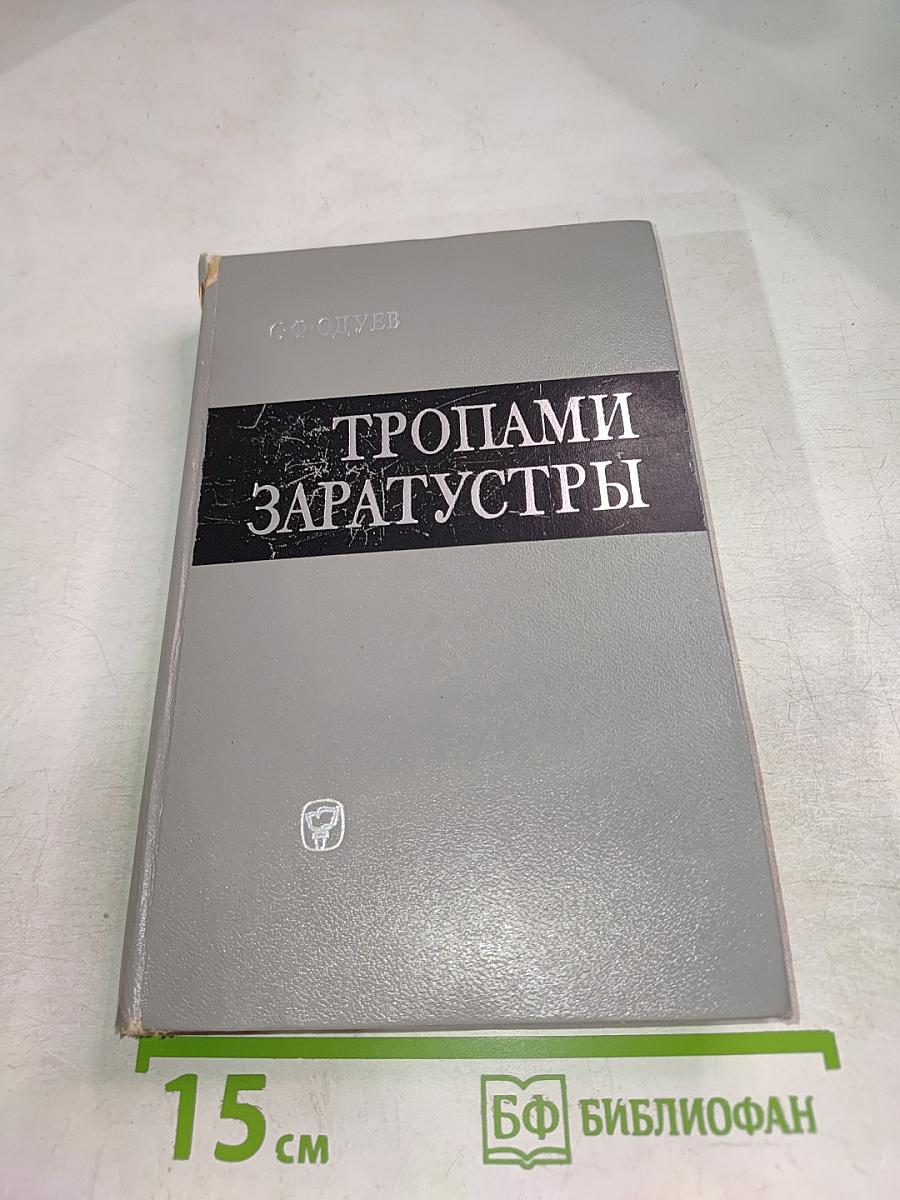 С·Ф·ОДУЕВ
ТРОПАМИ
ЗАРАТУСТРЫ
15 см
БФ БИБЛИОФАН